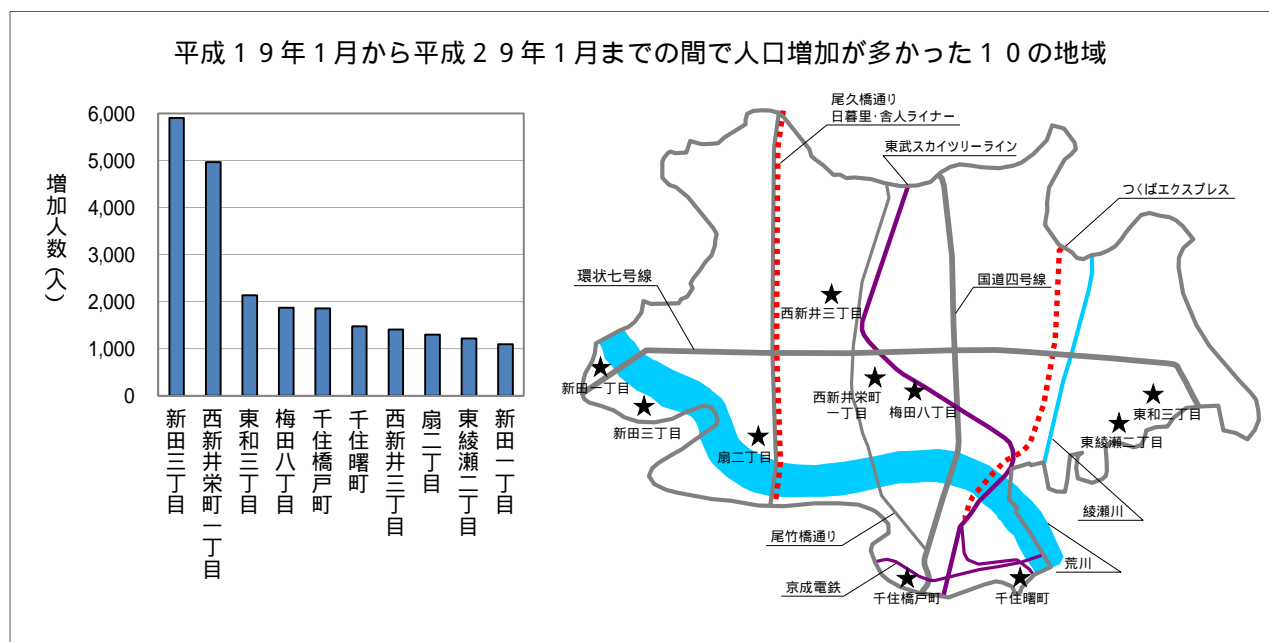 平成１９年１月から平成２９年１月までの間で人口増加が多かった１０の地域
増加人数(人)
6,000
5,000
4,000
3,000
2,000
1,000
0
新田三丁目
西新井栄町一丁目
東和三丁目
梅田八丁目
千住橋戸町
千住曙町
西新井三丁目
扇二丁目
東綾瀬二丁目
新田一丁目
尾久橋通り
日暮里･舎人ライナー
東武スカイツリーライン
つくばエクスプレス
環状七号線
国道四号線
西新井三丁目
新田一丁目
新田三丁目
西新井栄町
一丁目
梅田八丁目
東和三丁目
東綾瀬二丁目
扇二丁目
綾瀬川
尾竹橋通り
荒川
京成電鉄
千住橋戸町
千住曙町